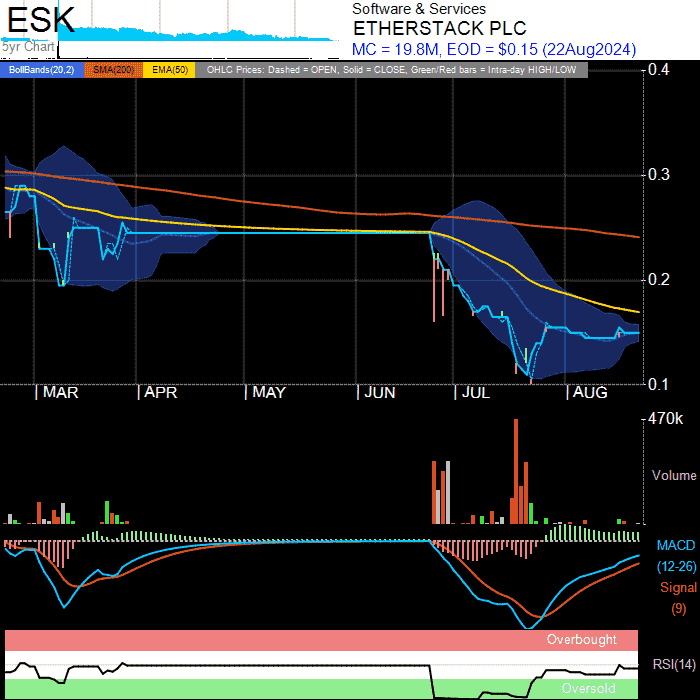 ESK
5yr Chart
Software & Services
ETHERSTACK PLC
MC = 19.8M, EOD = $0.15 (22Aug2024)
BollBands(20,2) SMA(200) EMA(50) OHLC Prices: Dashed = OPEN, Solid = CLOSE, Green/Red bars = Intra-day HIGH/LOW
0.4
0.3
0.2
0.1
| MAR | APR | MAY | JUN | JUL | AUG
470k
Volume
MACD
(12-26)
Signal
(9)
Overbought
RSI(14)
Oversold